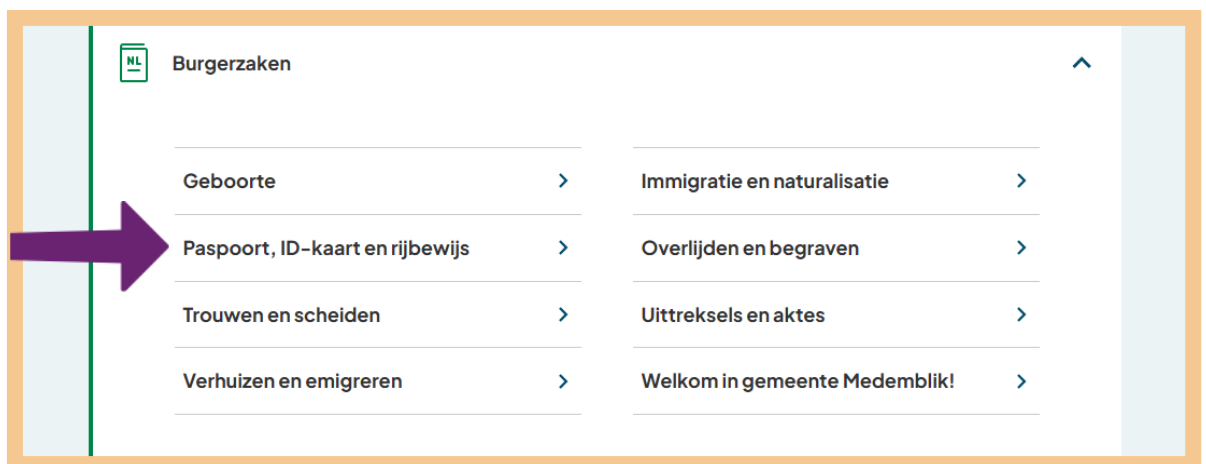 NL
Burgerzaken
Geboorte
Immigratie en naturalisatie
Paspoort, ID-kaart en rijbewijs
Overlijden en begraven
Trouwen en scheiden
Uittreksels en aktes
Verhuizen en emigreren
Welkom in gemeente Medemblik!